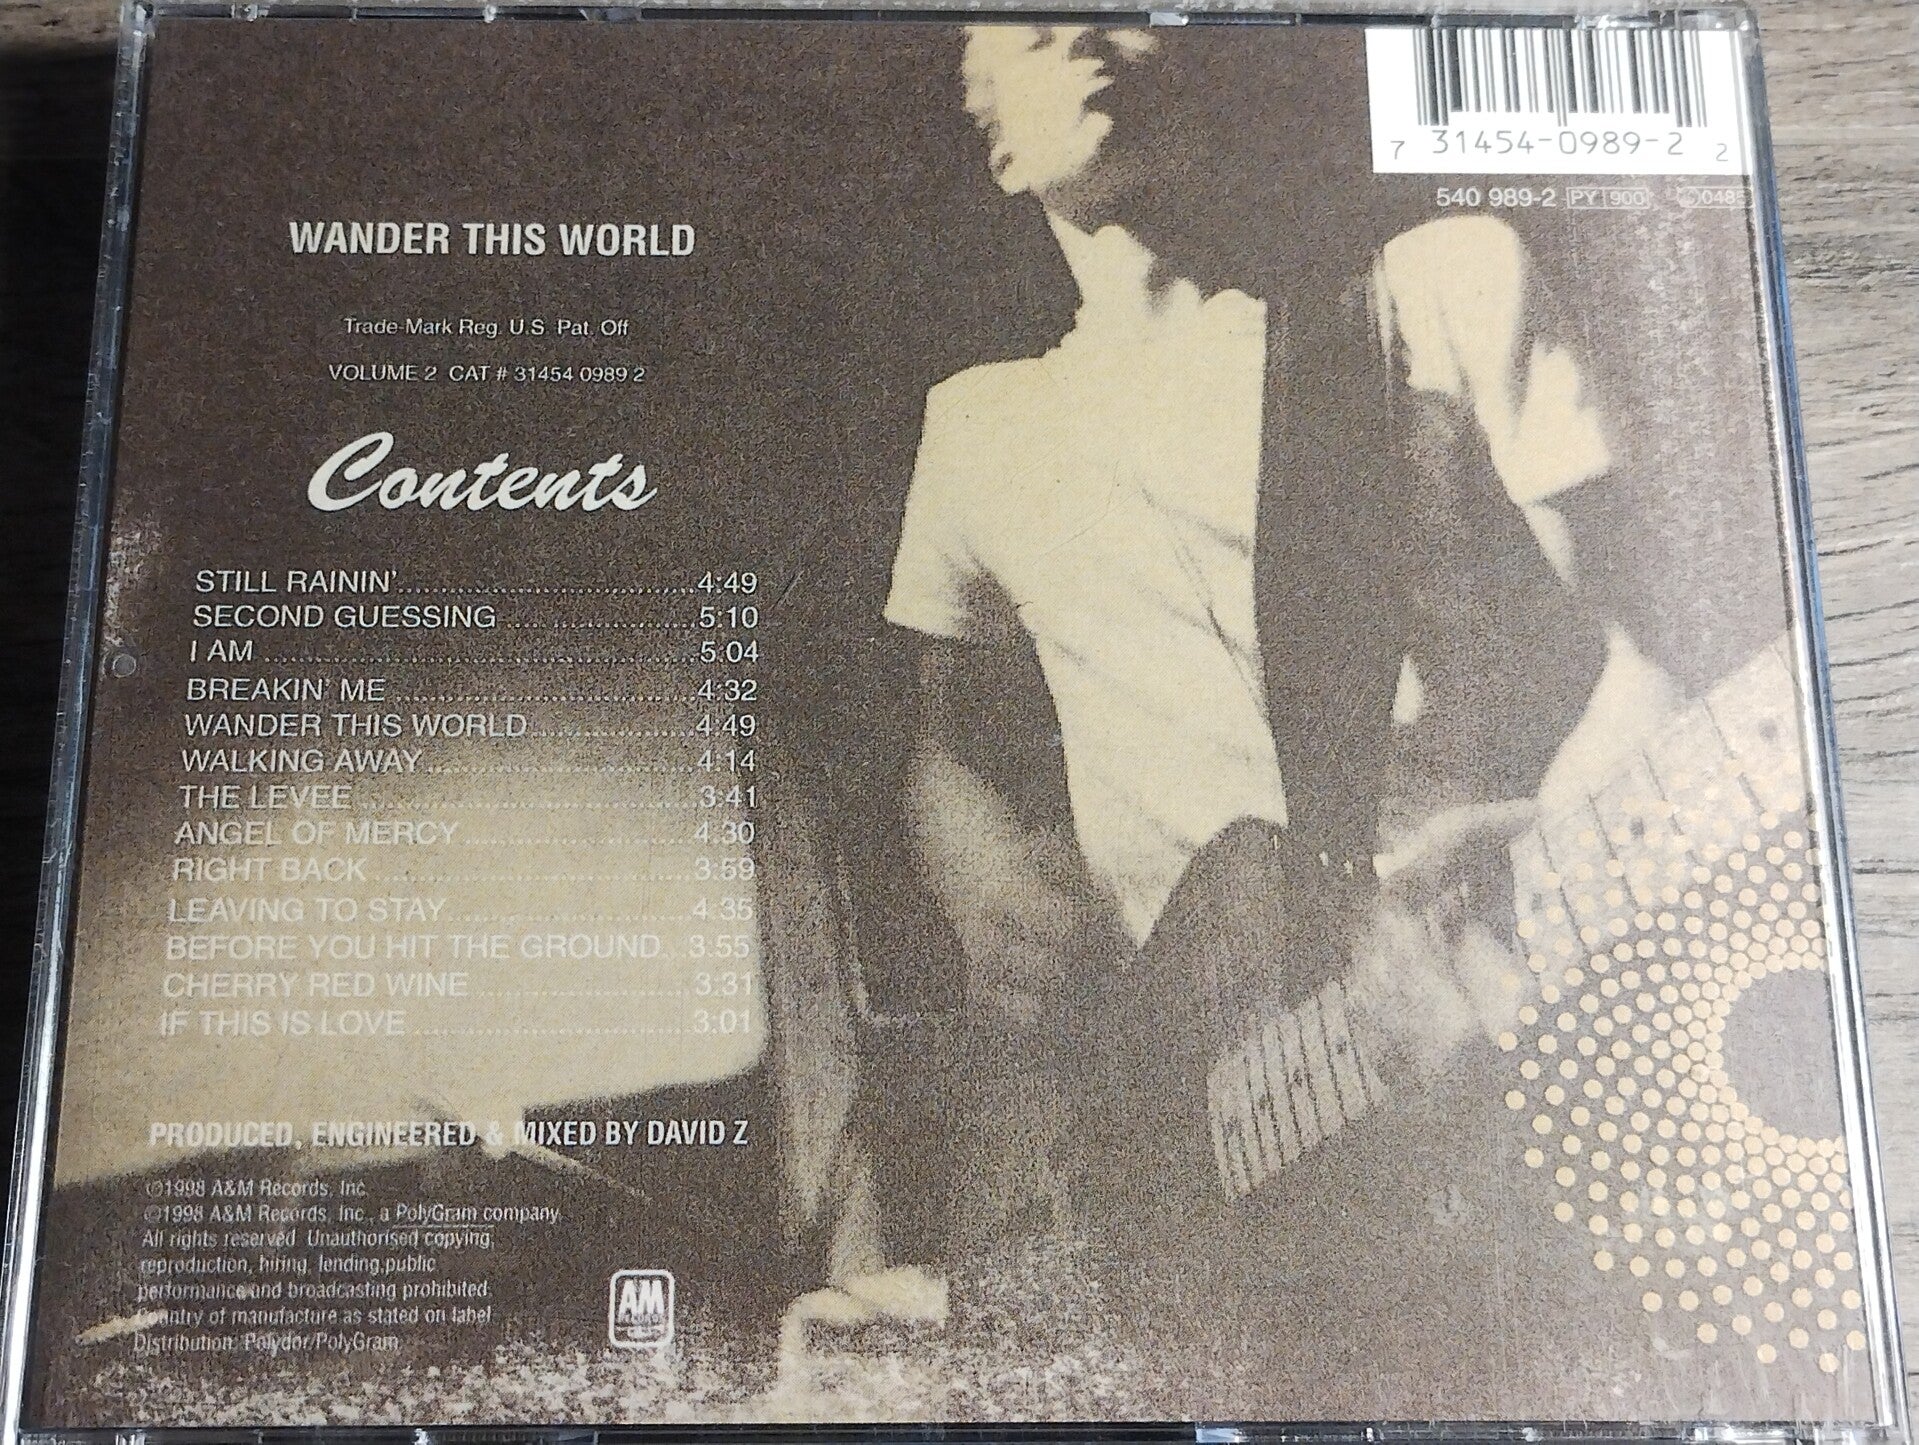 7 31454-0989-2 2
540 989-2 PY 900 0485
WANDER THIS WORLD
Trade-Mark Reg. U.S. Pat. Off
VOLUME 2 CAT # 31454 0989 2
Contents
STILL RAININ' 4:49
SECOND GUESSING 5:10
I AM 5:04
BREAKIN' ME 4:32
WANDER THIS WORLD 4:49
WALKING AWAY 4:14
THE LEVEE 3:41
ANGEL OF MERCY 4:30
RIGHT BACK 3:59
LEAVING TO STAY 4:35
BEFORE YOU HIT THE GROUND 3:55
CHERRY RED WINE 3:31
IF THIS IS LOVE 3:01
PRODUCED, ENGINEERED & MIXED BY DAVID Z
℗1998 A&M Records, Inc.
©1998 A&M Records, Inc., a PolyGram company.
All rights reserved. Unauthorised copying,
reproduction, hiring, lending, public
performance and broadcasting prohibited.
Country of manufacture as stated on label
Distribution: Polydor/PolyGram
AM
RECORDS